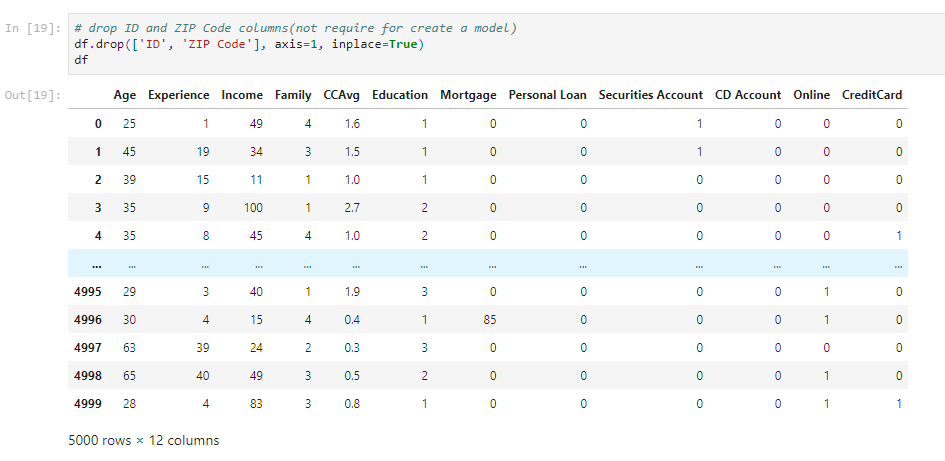 In [19]: # drop ID and ZIP Code columns(not require for create a model)
df.drop(['ID', 'ZIP Code'], axis=1, inplace=True)
df
Out[19]: Age Experience Income Family CCAvg Education Mortgage Personal Loan Securities Account CD Account Online CreditCard
0 25 1 49 4 1.6 1 0 0 1 0 0 0
1 45 19 34 3 1.5 1 0 0 1 0 0 0
2 39 15 11 1 1.0 1 0 0 0 0 0 0
3 35 9 100 1 2.7 2 0 0 0 0 0 0
4 35 8 45 4 1.0 2 0 0 0 0 0 1
... ... ... ... ... ... ... ... ... ... ... ... ...
4995 29 3 40 1 1.9 3 0 0 0 0 1 0
4996 30 4 15 4 0.4 1 85 0 0 0 1 0
4997 63 39 24 2 0.3 3 0 0 0 0 0 0
4998 65 40 49 3 0.5 2 0 0 0 0 1 0
4999 28 4 83 3 0.8 1 0 0 0 0 1 1
5000 rows × 12 columns